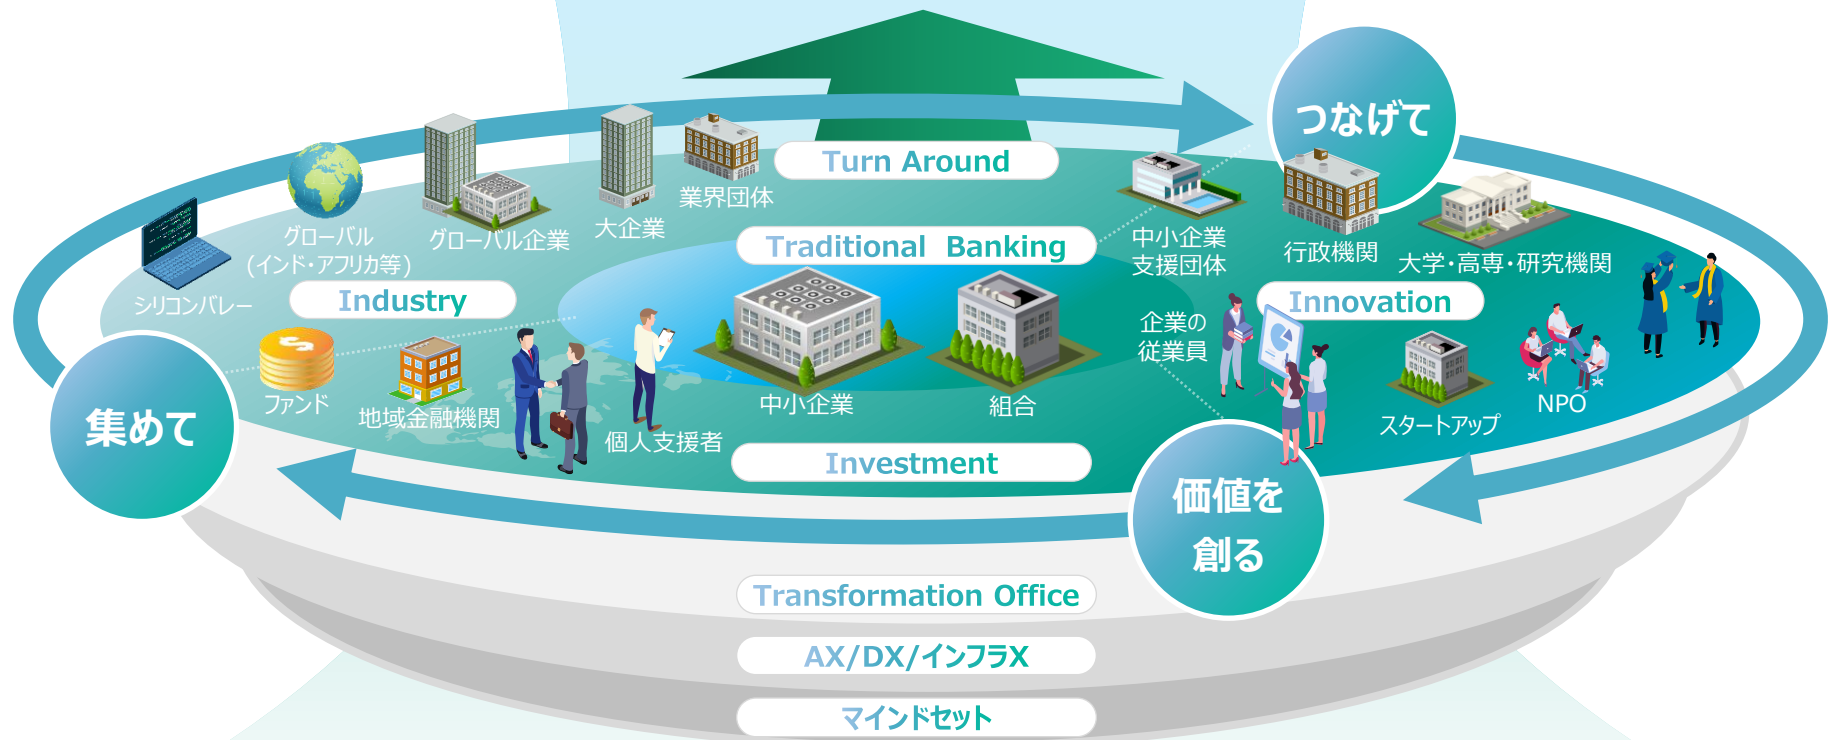 つなげて
Turn Around
業界団体
大企業
グローバル
(インド・アフリカ等)
グローバル企業
シリコンバレー
Traditional Banking
中小企業
支援団体
行政機関
大学・高専・研究機関
Industry
Innovation
企業の
従業員
ファンド
地域金融機関
個人支援者
中小企業
組合
スタートアップ
NPO
集めて
Investment
価値を
創る
Transformation Office
AX/DX/インフラX
マインドセット